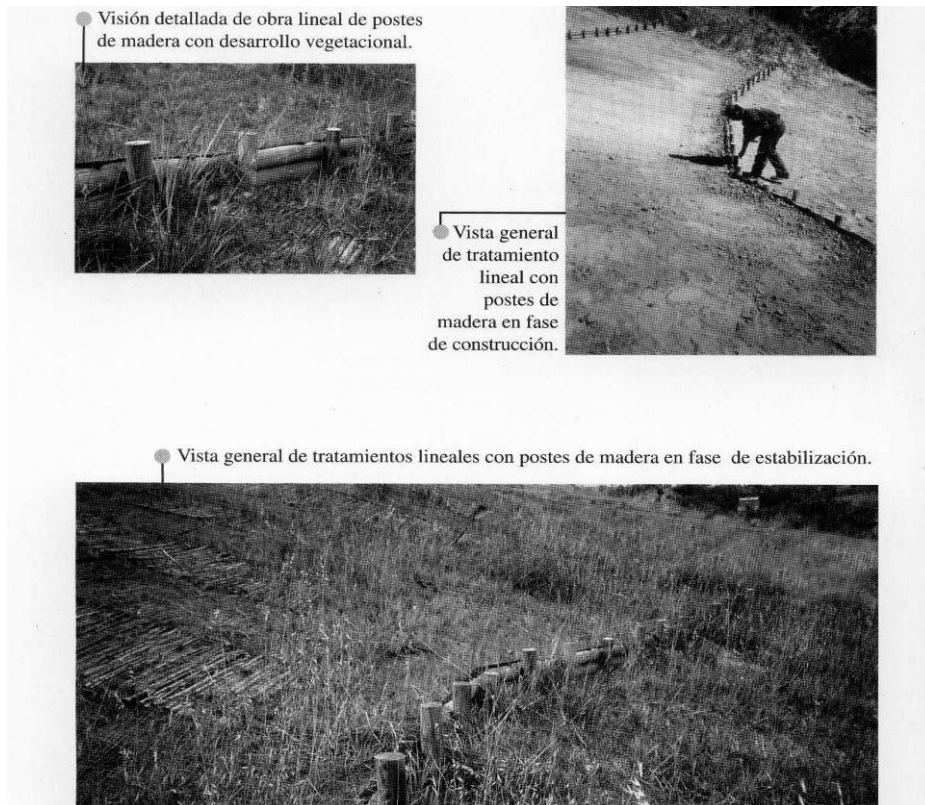 Visión detallada de obra lineal de postes
de madera con desarrollo vegetacional.
Vista general
de tratamiento
lineal con
postes de
madera en fase
de construcción.
Vista general de tratamientos lineales con postes de madera en fase de estabilización.